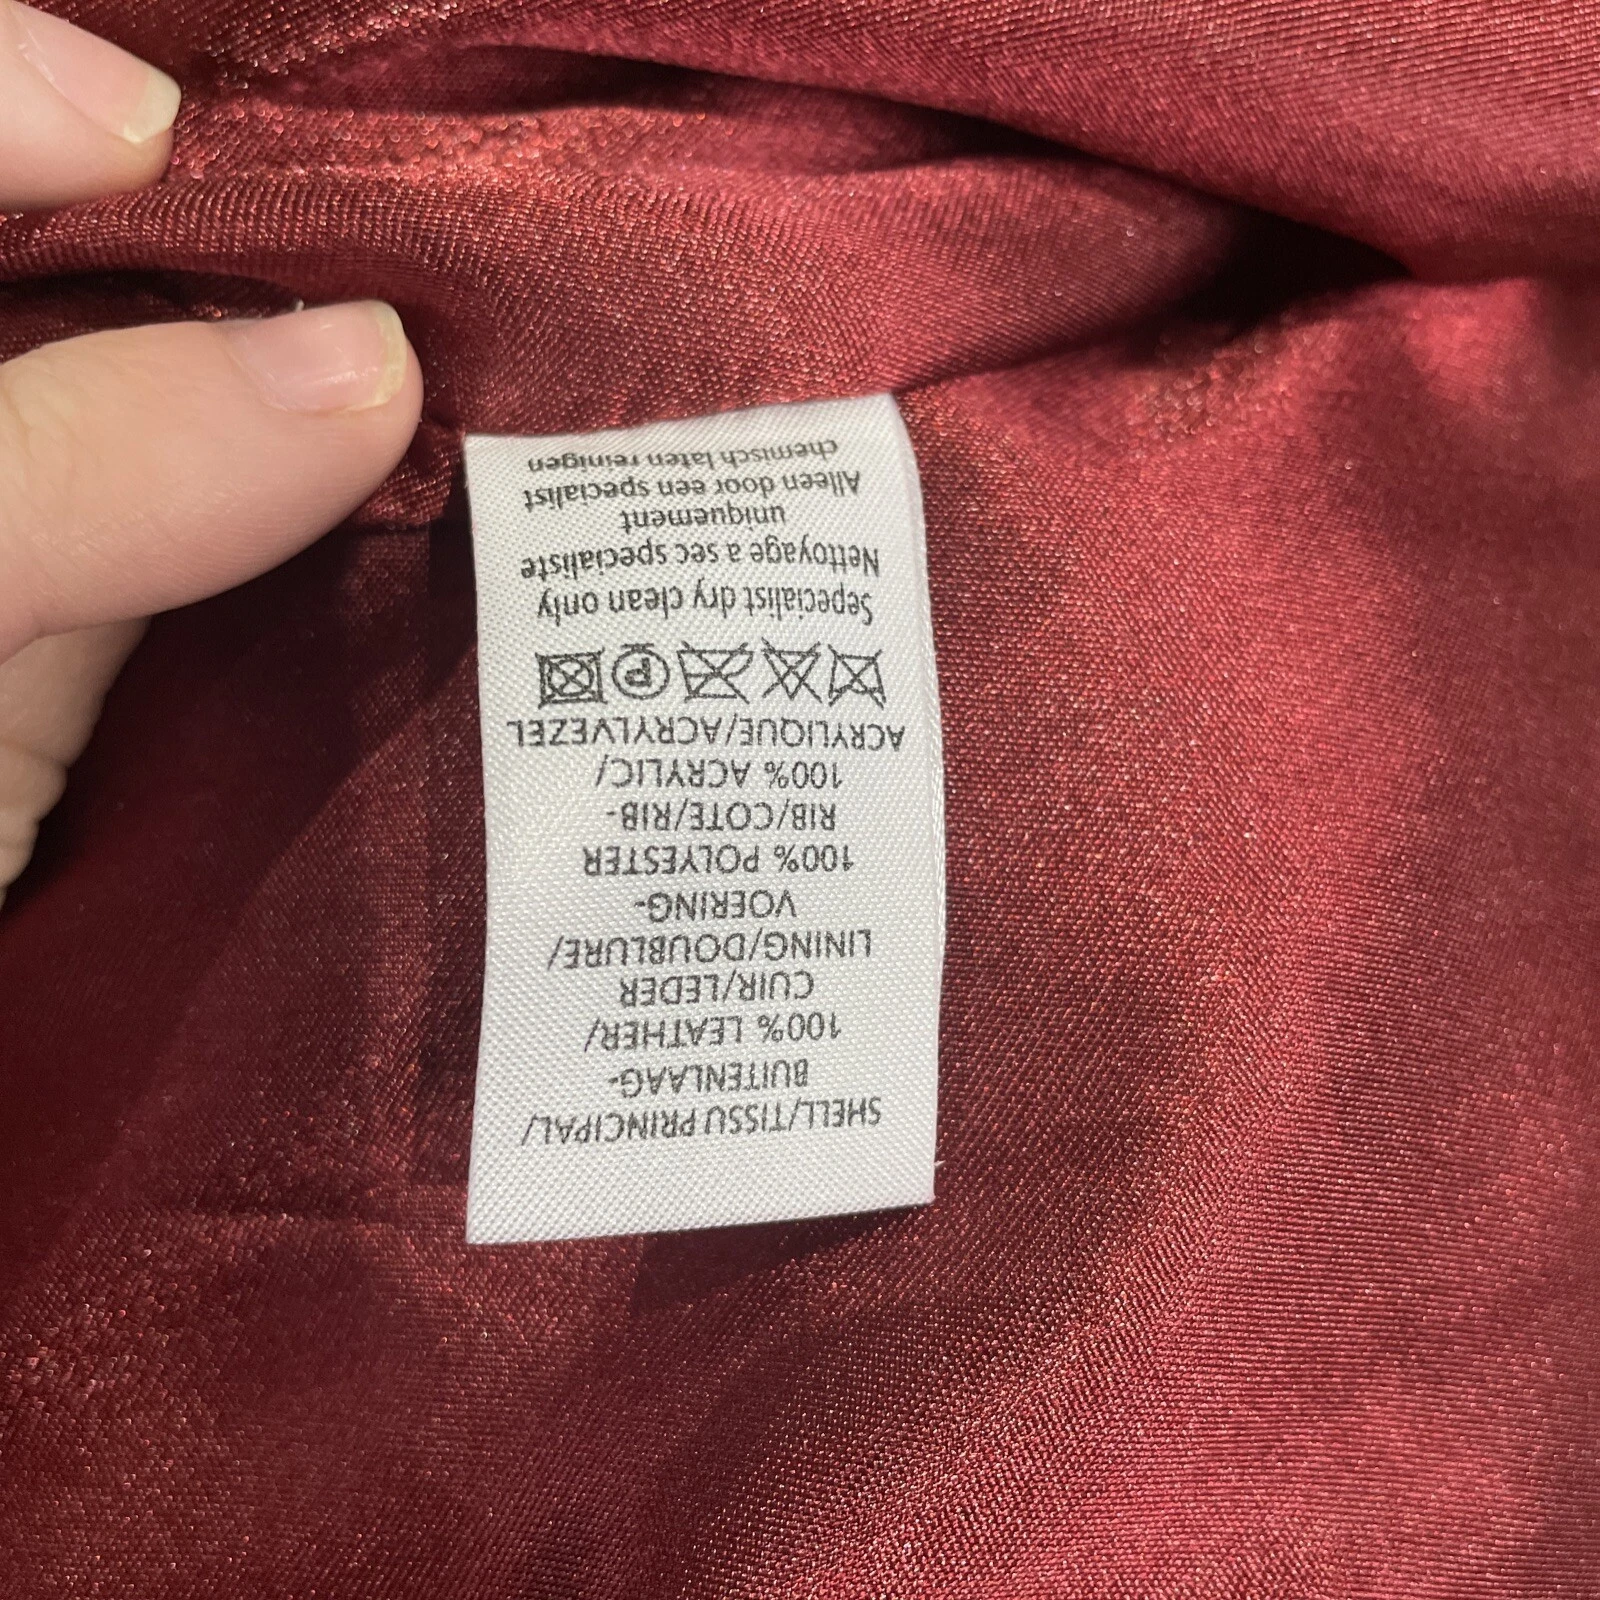 SHELL/TISSU PRINCIPAL/
BUITENLAAG-
100% LEATHER/
CUIR/LEDER
LINING/DOUBLURE/
VOERING-
100% POLYESTER
RIB/COTE/RIB-
100% ACRYLIC/
ACRYLIQUE/ACRYLVEZEL
P
Sepecialist dry clean only
Nettoyage a sec specialiste
uniquement
Alleen door een specialist
chemisch laten reinigen